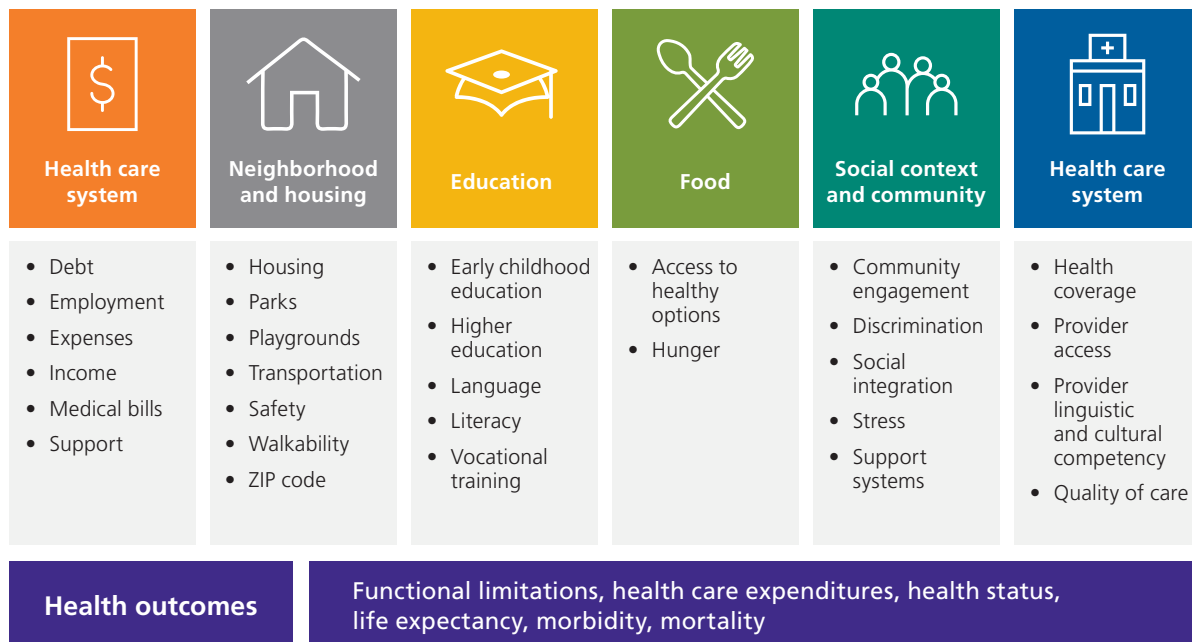 $
Health care
system
Neighborhood
and housing
Education
Food
Social context
and community
Health care
system
• Debt
• Employment
• Expenses
• Income
• Medical bills
• Support
• Housing
• Parks
• Playgrounds
• Transportation
• Safety
• Walkability
• ZIP code
• Early childhood
education
• Higher
education
• Language
• Literacy
• Vocational
training
• Access to
healthy
options
• Hunger
• Community
engagement
• Discrimination
• Social
integration
• Stress
• Support
systems
• Health
coverage
• Provider
access
• Provider
linguistic
and cultural
competency
• Quality of care
Health outcomes
Functional limitations, health care expenditures, health status,
life expectancy, morbidity, mortality